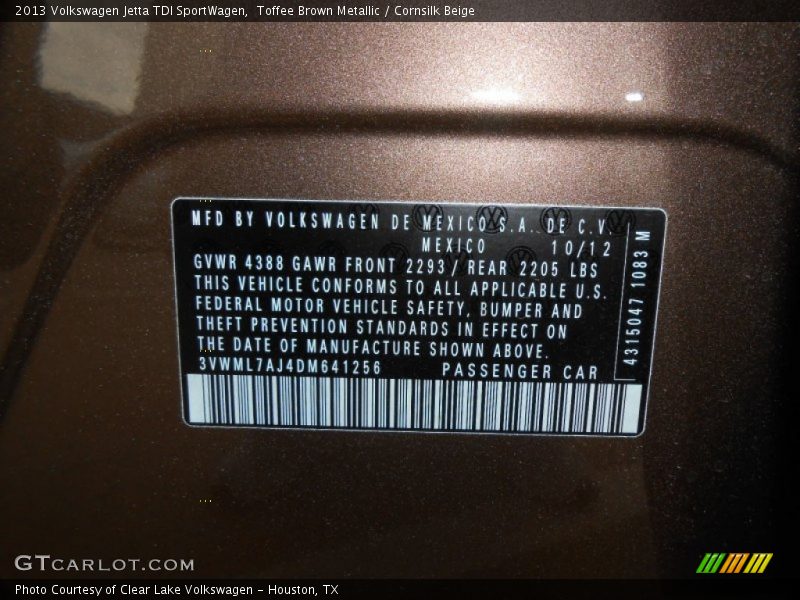 2013 Volkswagen Jetta TDI SportWagen,  Toffee Brown Metallic / Cornsilk Beige
MFD BY VOLKSWAGEN DE MEXICO S.A. DE C.V.
MEXICO 10/12
GVWR 4388 GAWR FRONT 2293 / REAR 2205 LBS
THIS VEHICLE CONFORMS TO ALL APPLICABLE U.S.
FEDERAL MOTOR VEHICLE SAFETY, BUMPER AND
THEFT PREVENTION STANDARDS IN EFFECT ON
THE DATE OF MANUFACTURE SHOWN ABOVE.
3VWML7AJ4DM641256 PASSENGER CAR
4315047 1083 M
GTCARLOT.COM
Photo Courtesy of Clear Lake Volkswagen - Houston, TX